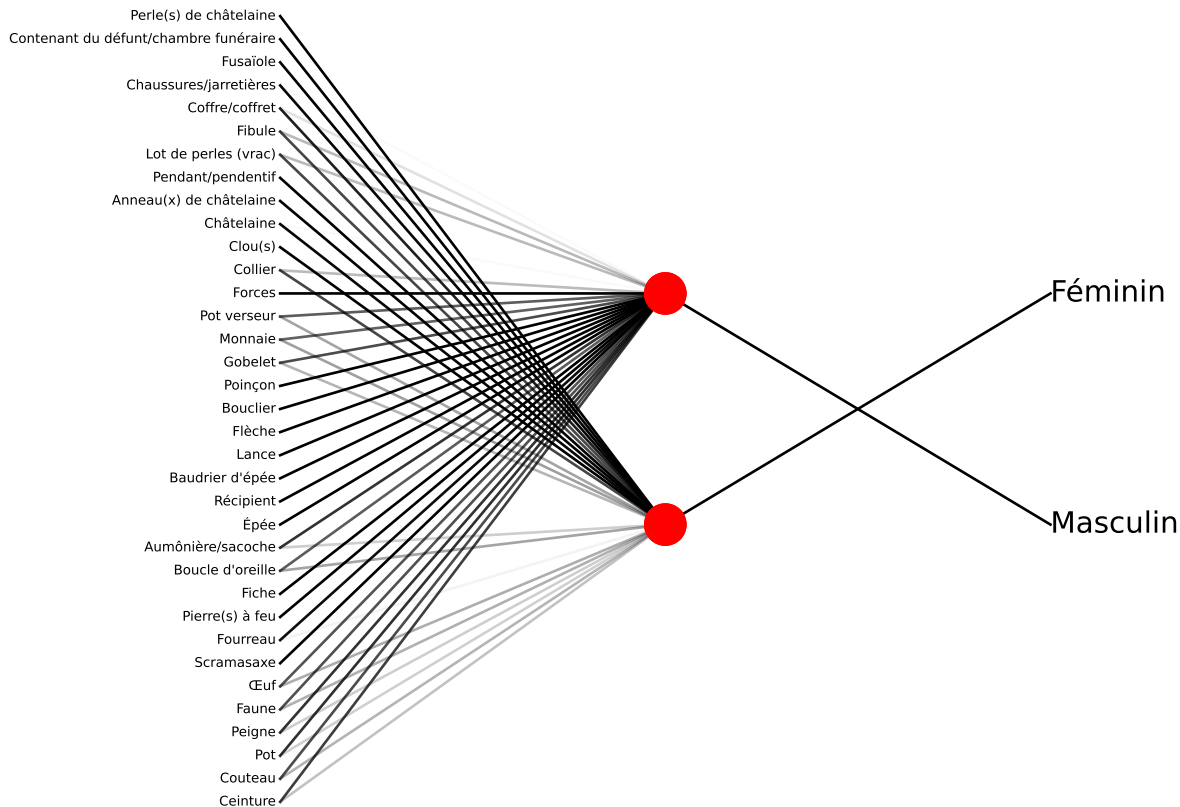 Perle(s) de châtelaine
Contenant du défunt/chambre funéraire
Fusaïole
Chaussures/jarretières
Coffre/coffret
Fibule
Lot de perles (vrac)
Pendant/pendentif
Anneau(x) de châtelaine
Châtelaine
Clou(s)
Collier
Forces
Pot verseur
Monnaie
Gobelet
Poinçon
Bouclier
Flèche
Lance
Baudrier d'épée
Récipient
Épée
Aumônière/sacoche
Boucle d'oreille
Fiche
Pierre(s) à feu
Fourreau
Scramasaxe
Œuf
Faune
Peigne
Pot
Couteau
Ceinture
Féminin
Masculin